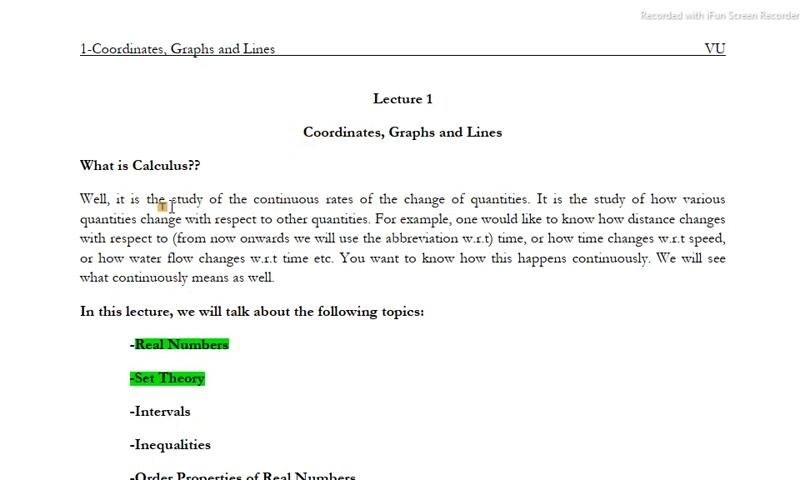 Recorded with iFun Screen Recorder
1-Coordinates, Graphs and Lines VU
Lecture 1
Coordinates, Graphs and Lines
What is Calculus??
Well, it is the study of the continuous rates of the change of quantities. It is the study of how various
quantities change with respect to other quantities. For example, one would like to know how distance changes
with respect to (from now onwards we will use the abbreviation w.r.t) time, or how time changes w.r.t speed,
or how water flow changes w.r.t time etc. You want to know how this happens continuously. We will see
what continuously means as well.
In this lecture, we will talk about the following topics:
-Real Numbers
-Set Theory
-Intervals
-Inequalities
-Order Properties of Real Numbers